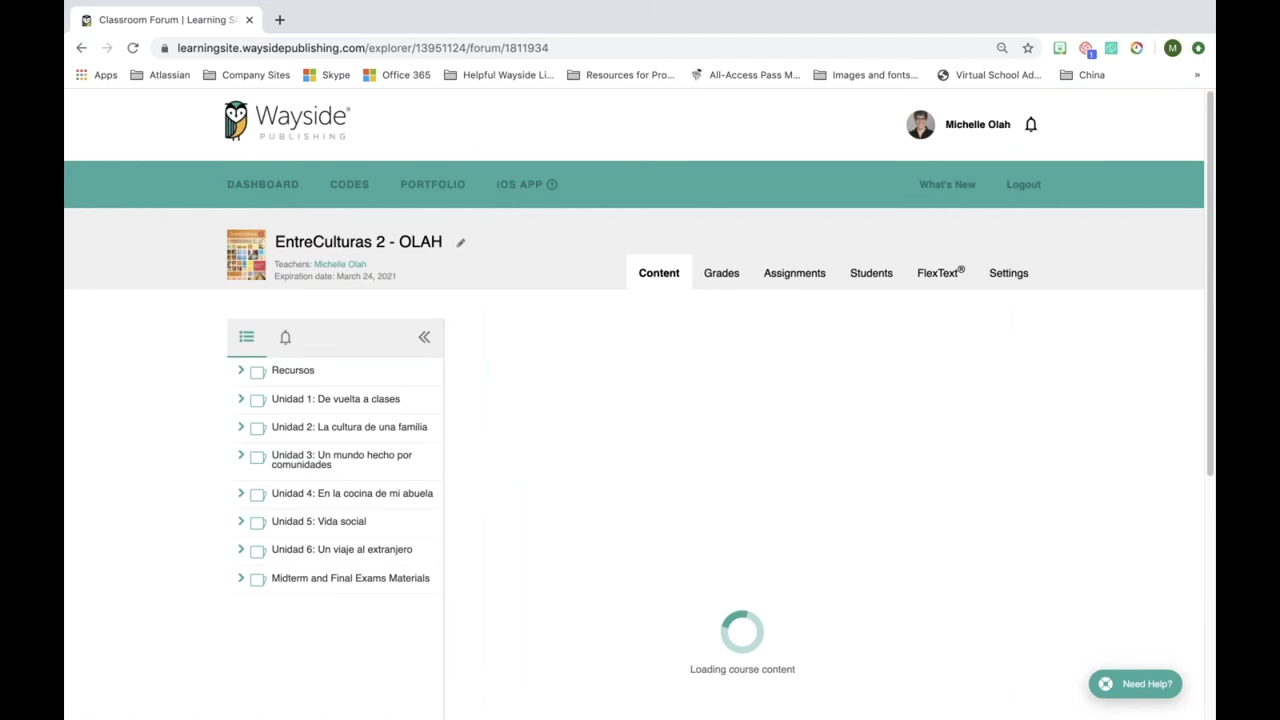 Classroom Forum | Learning S
learningsite.waysidepublishing.com/explorer/13951124/forum/1811934
1
M
Apps Atlassian Company Sites Skype Office 365 Helpful Wayside Li... Resources for Pro... All-Access Pass M... Images and fonts... Virtual School Ad... China »
Wayside®
PUBLISHING
Michelle Olah
DASHBOARD CODES PORTFOLIO iOS APP ? What's New Logout
EntreCulturas 2 - OLAH
Teachers: Michelle Olah
Expiration date: March 24, 2021
Content Grades Assignments Students FlexText® Settings
Recursos
Unidad 1: De vuelta a clases
Unidad 2: La cultura de una familia
Unidad 3: Un mundo hecho por
comunidades
Unidad 4: En la cocina de mi abuela
Unidad 5: Vida social
Unidad 6: Un viaje al extranjero
Midterm and Final Exams Materials
Loading course content
Need Help?